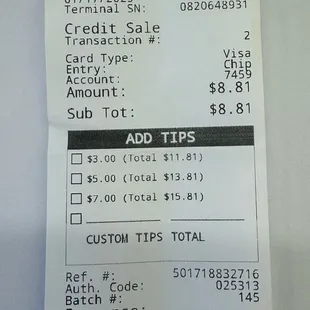 Terminal SN: 0820648931
Credit Sale
Transaction #: 2
Card Type: Visa
Entry: Chip
Account: 7459
Amount: $8.81
Sub Tot: $8.81
ADD TIPS
$3.00 (Total $11.81)
$5.00 (Total $13.81)
$7.00 (Total $15.81)
CUSTOM TIPS TOTAL
Ref. #: 501718832716
Auth. Code: 025313
Batch #: 145